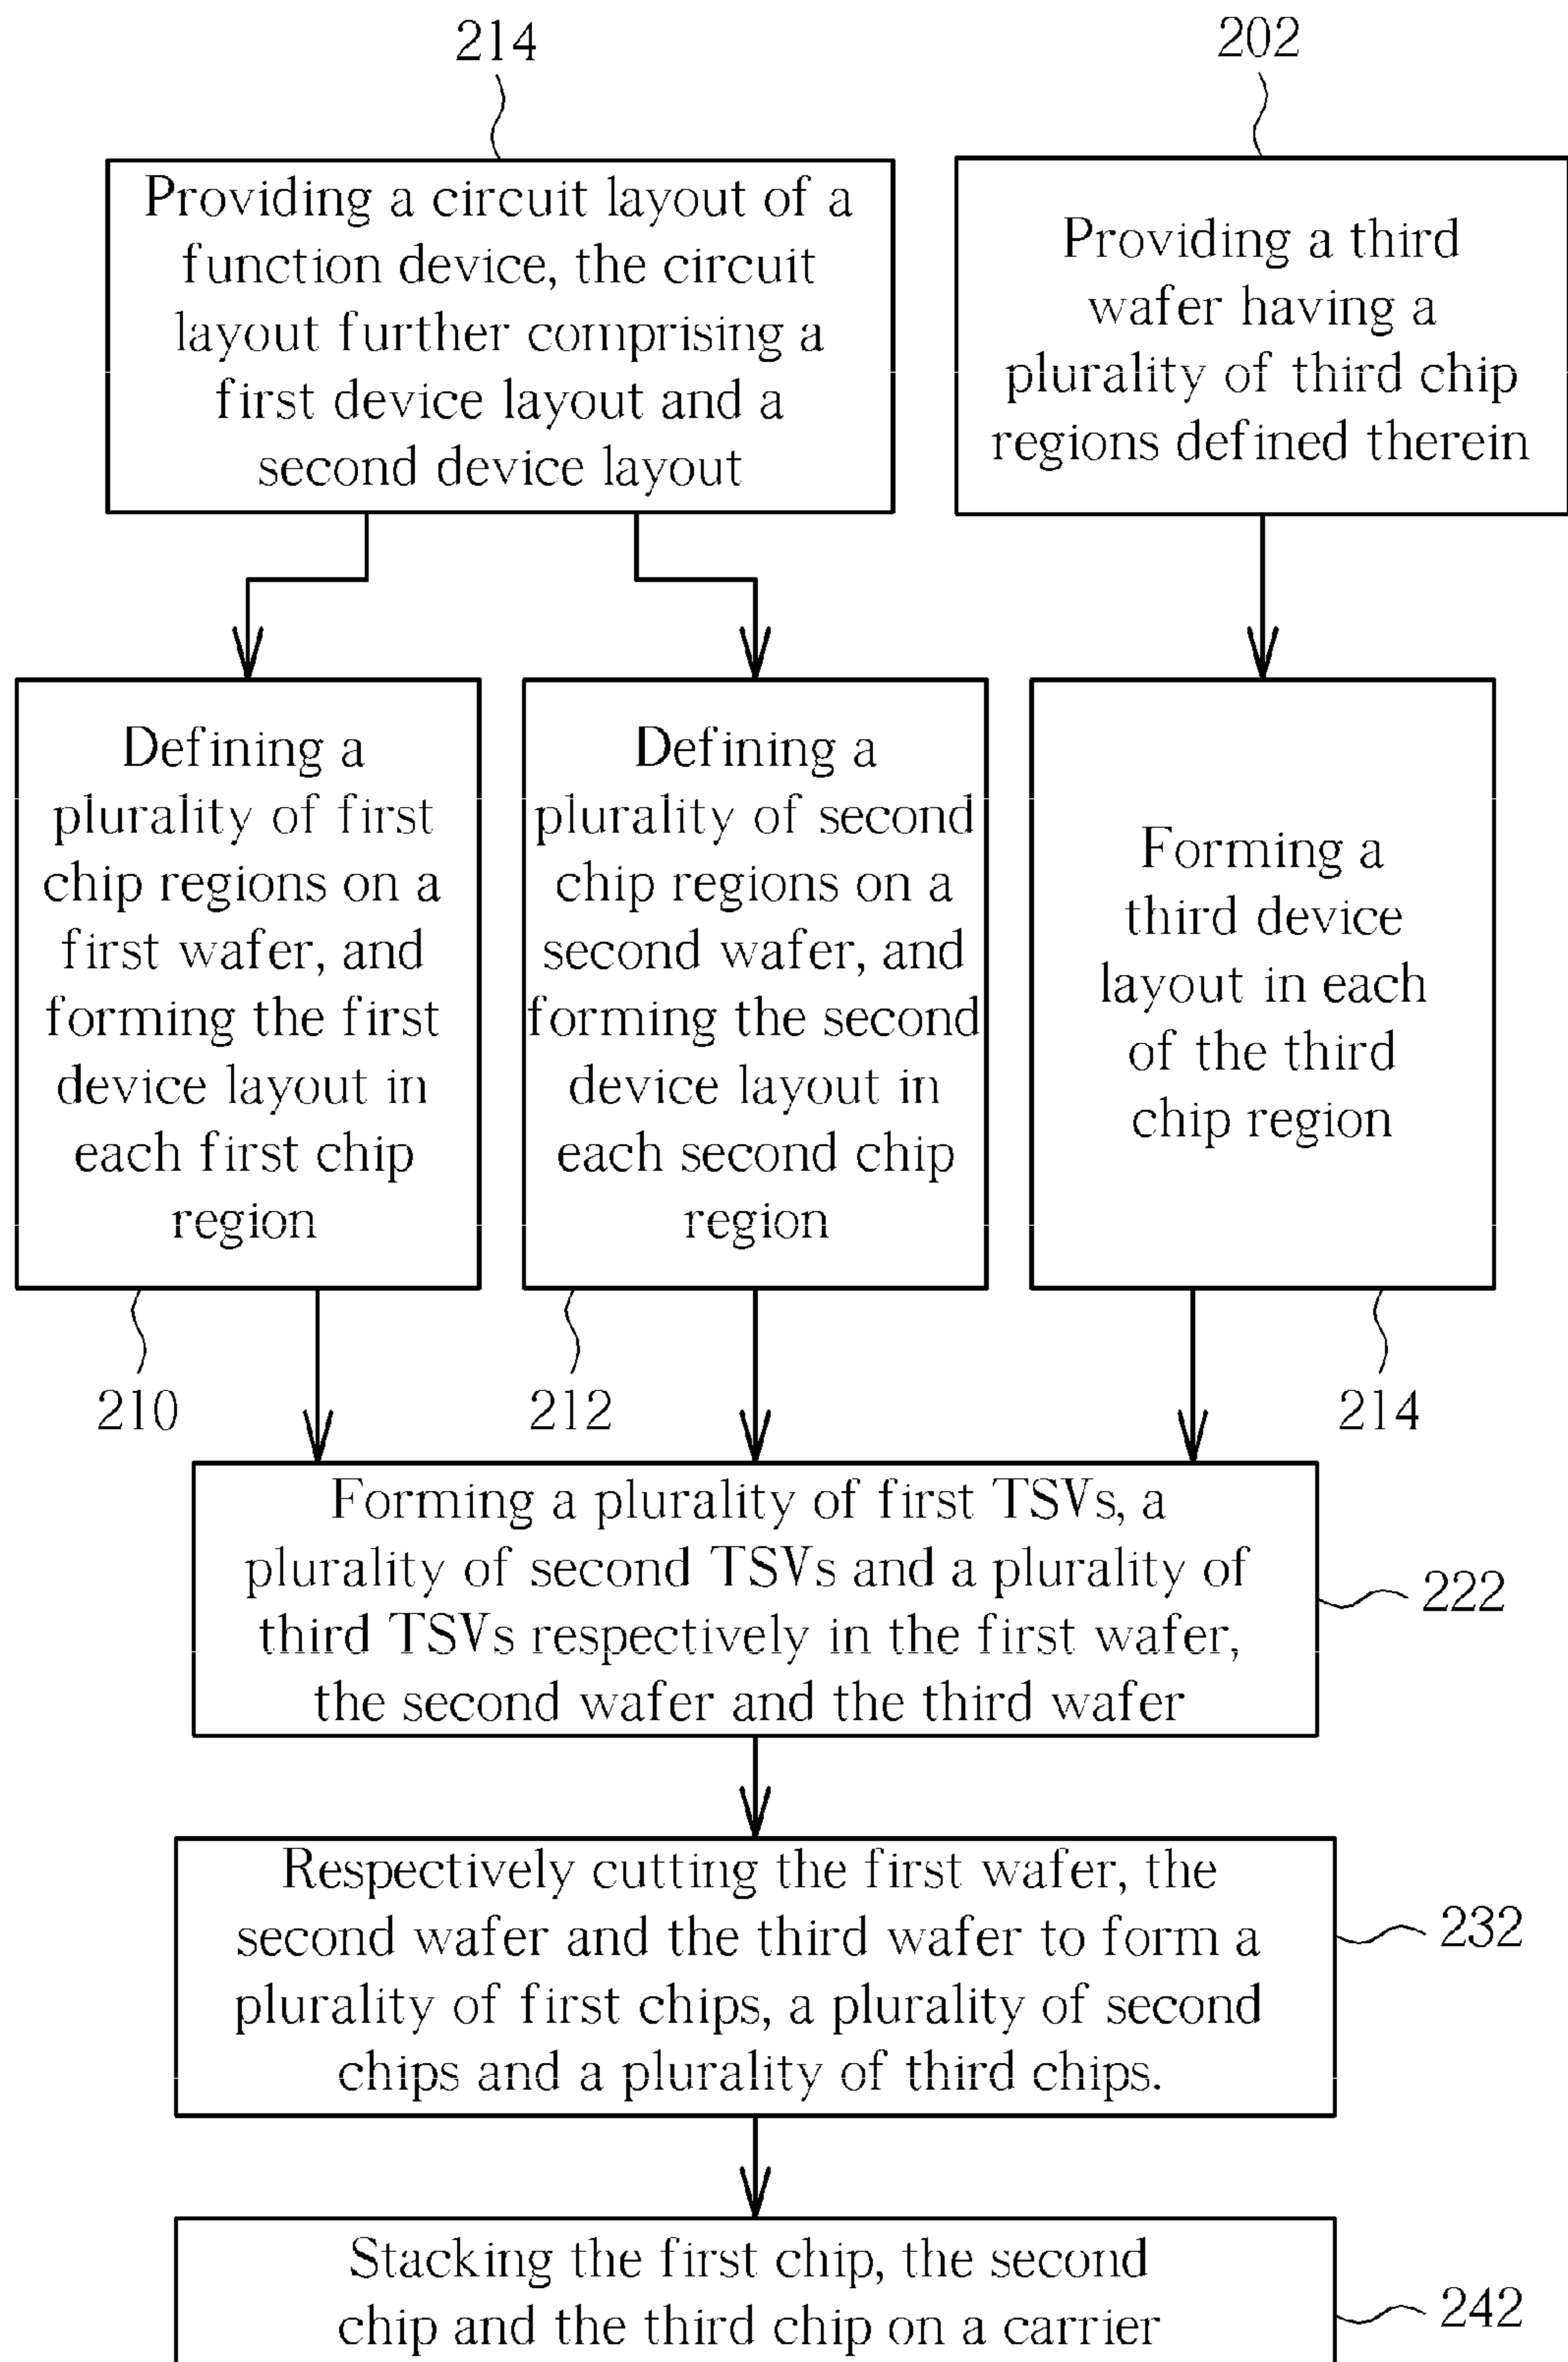 214
Providing a circuit layout of a
function device, the circuit
layout further comprising a
first device layout and a
second device layout
202
Providing a third
wafer having a
plurality of third chip
regions defined therein
Defining a
plurality of first
chip regions on a
first wafer, and
forming the first
device layout in
each first chip
region
210
Defining a
plurality of second
chip regions on a
second wafer, and
forming the second
device layout in
each second chip
region
212
Forming a
third device
layout in each
of the third
chip region
214
Forming a plurality of first TSVs, a
plurality of second TSVs and a plurality of
third TSVs respectively in the first wafer,
the second wafer and the third wafer
222
Respectively cutting the first wafer, the
second wafer and the third wafer to form a
plurality of first chips, a plurality of second
chips and a plurality of third chips.
232
Stacking the first chip, the second
chip and the third chip on a carrier
242